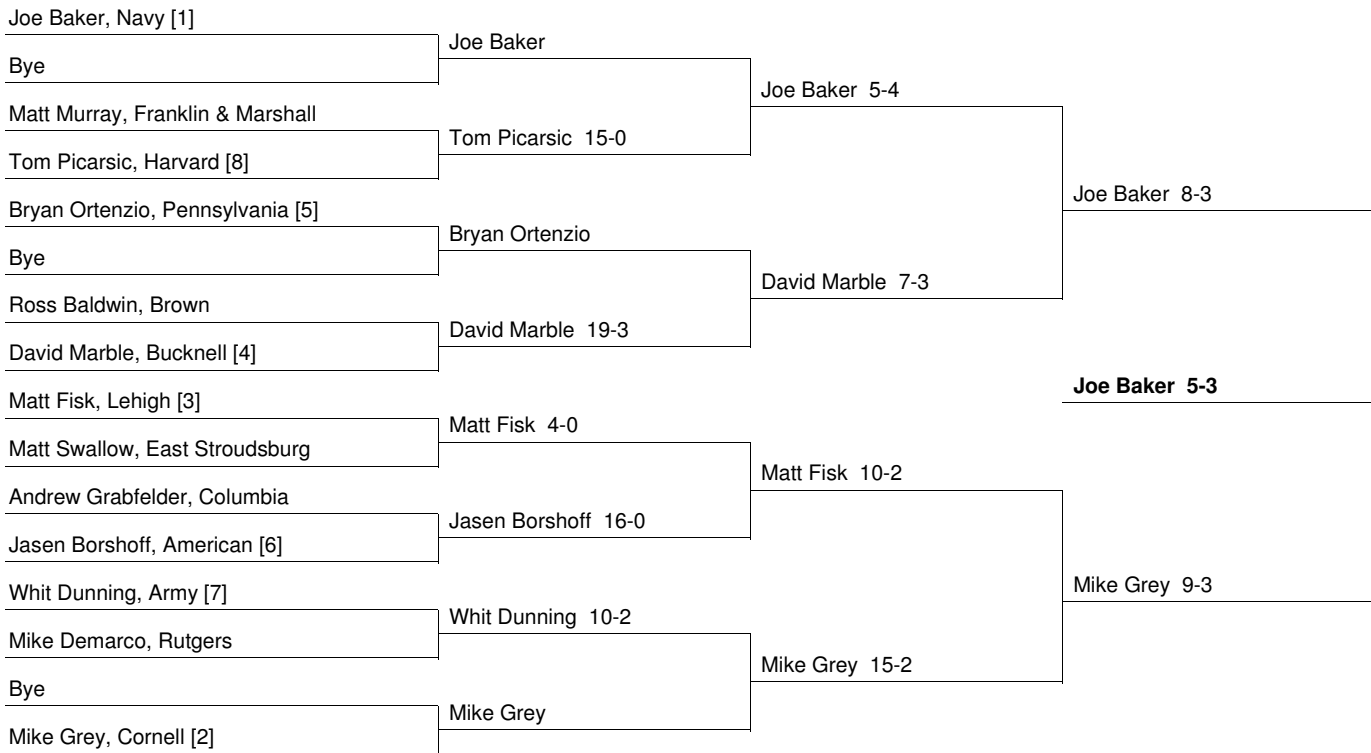 Joe Baker, Navy [1]
Bye
Matt Murray, Franklin & Marshall
Tom Picarsic, Harvard [8]
Bryan Ortenzio, Pennsylvania [5]
Bye
Ross Baldwin, Brown
David Marble, Bucknell [4]
Matt Fisk, Lehigh [3]
Matt Swallow, East Stroudsburg
Andrew Grabfelder, Columbia
Jasen Borshoff, American [6]
Whit Dunning, Army [7]
Mike Demarco, Rutgers
Bye
Mike Grey, Cornell [2]
Joe Baker
Tom Picarsic 15-0
Bryan Ortenzio
David Marble 19-3
Matt Fisk 4-0
Jasen Borshoff 16-0
Whit Dunning 10-2
Mike Grey
Joe Baker 5-4
David Marble 7-3
Matt Fisk 10-2
Mike Grey 15-2
Joe Baker 8-3
Joe Baker 5-3
Mike Grey 9-3